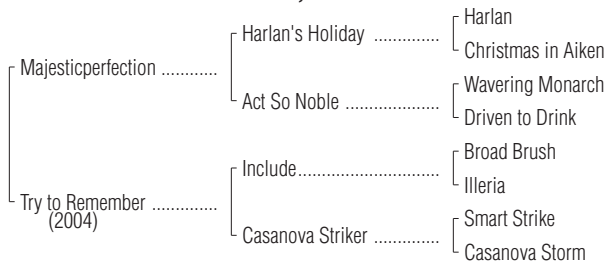 Harlan
Harlan's Holiday ..............
Christmas in Aiken
Majesticperfection ............
Wavering Monarch
Act So Noble ....................
Driven to Drink
Broad Brush
Include...........................
Illeria
Try to Remember ..............
(2004)
Smart Strike
Casanova Striker ..............
Casanova Storm